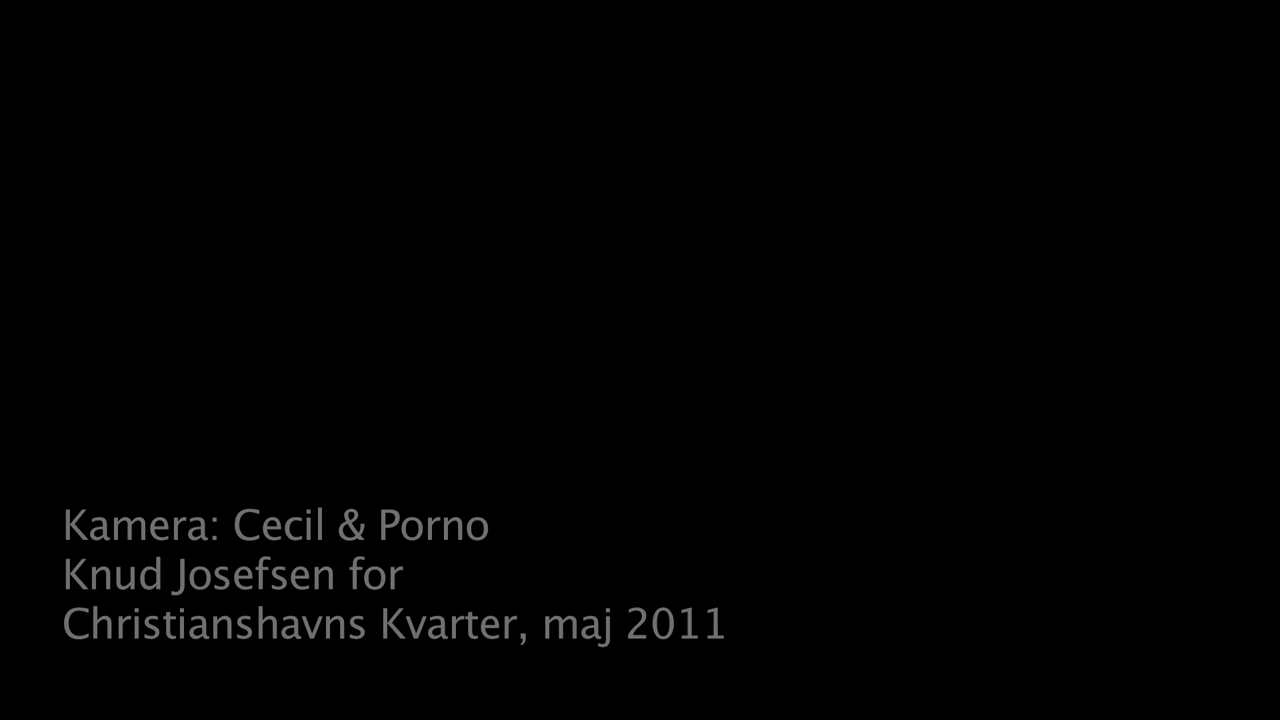 Kamera: Cecil & Porno
Knud Josefsen for
Christianshavns Kvarter, maj 2011